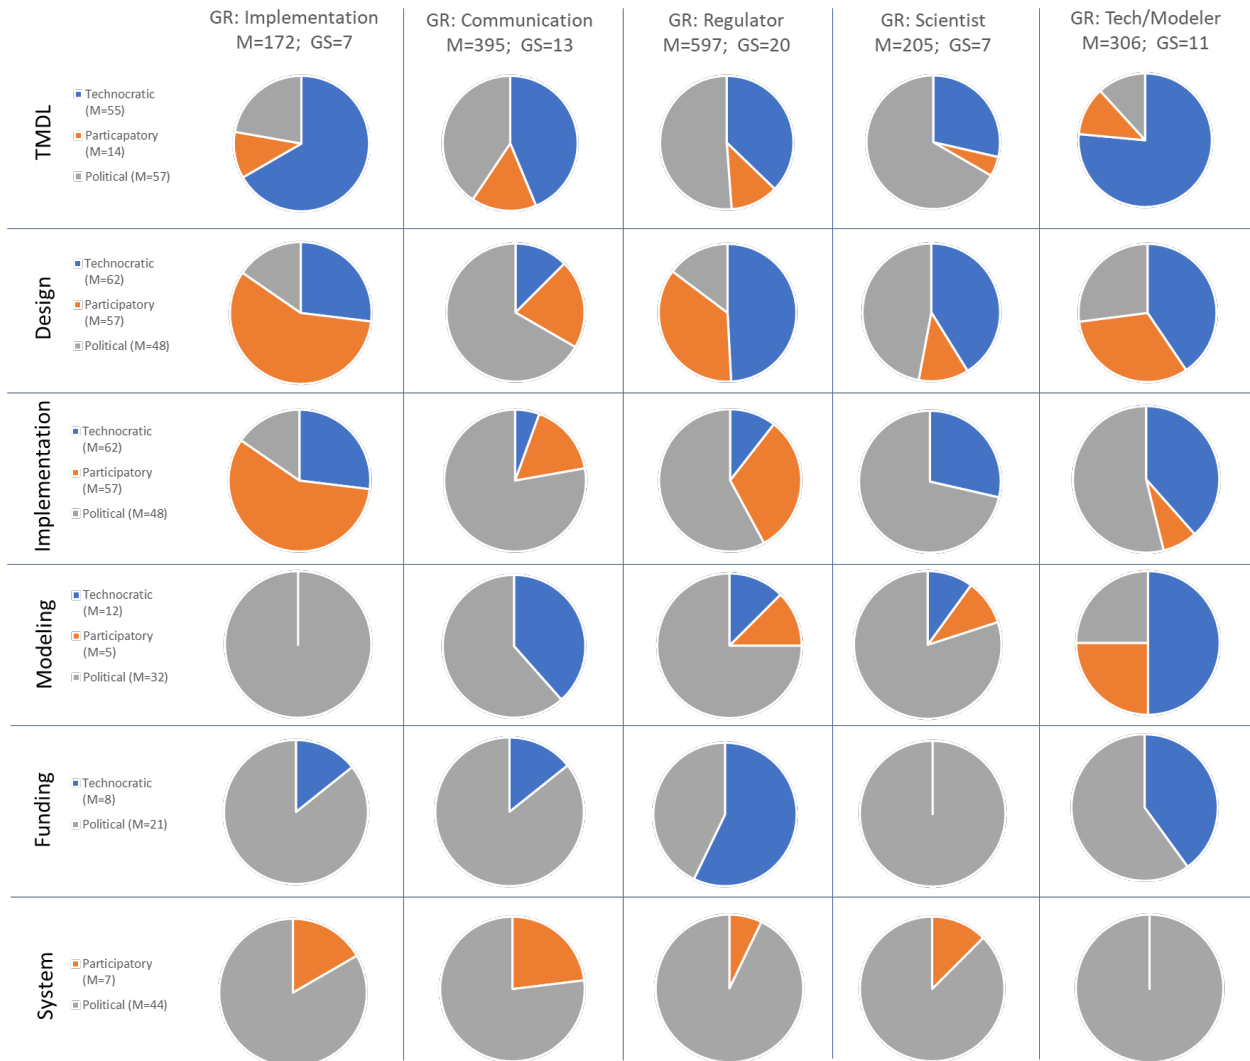 GR: Implementation
M=172; GS=7
GR: Communication
M=395; GS=13
GR: Regulator
M=597; GS=20
GR: Scientist
M=205; GS=7
GR: Tech/Modeler
M=306; GS=11
TMDL
Technocratic
(M=55)
Particapatory
(M=14)
Political (M=57)
Design
Technocratic
(M=62)
Participatory
(M=57)
Political (M=48)
Implementation
Technocratic
(M=62)
Participatory
(M=57)
Political (M=48)
Modeling
Technocratic
(M=12)
Participatory
(M=5)
Political (M=32)
Funding
Technocratic
(M=8)
Political (M=21)
System
Participatory
(M=7)
Political (M=44)